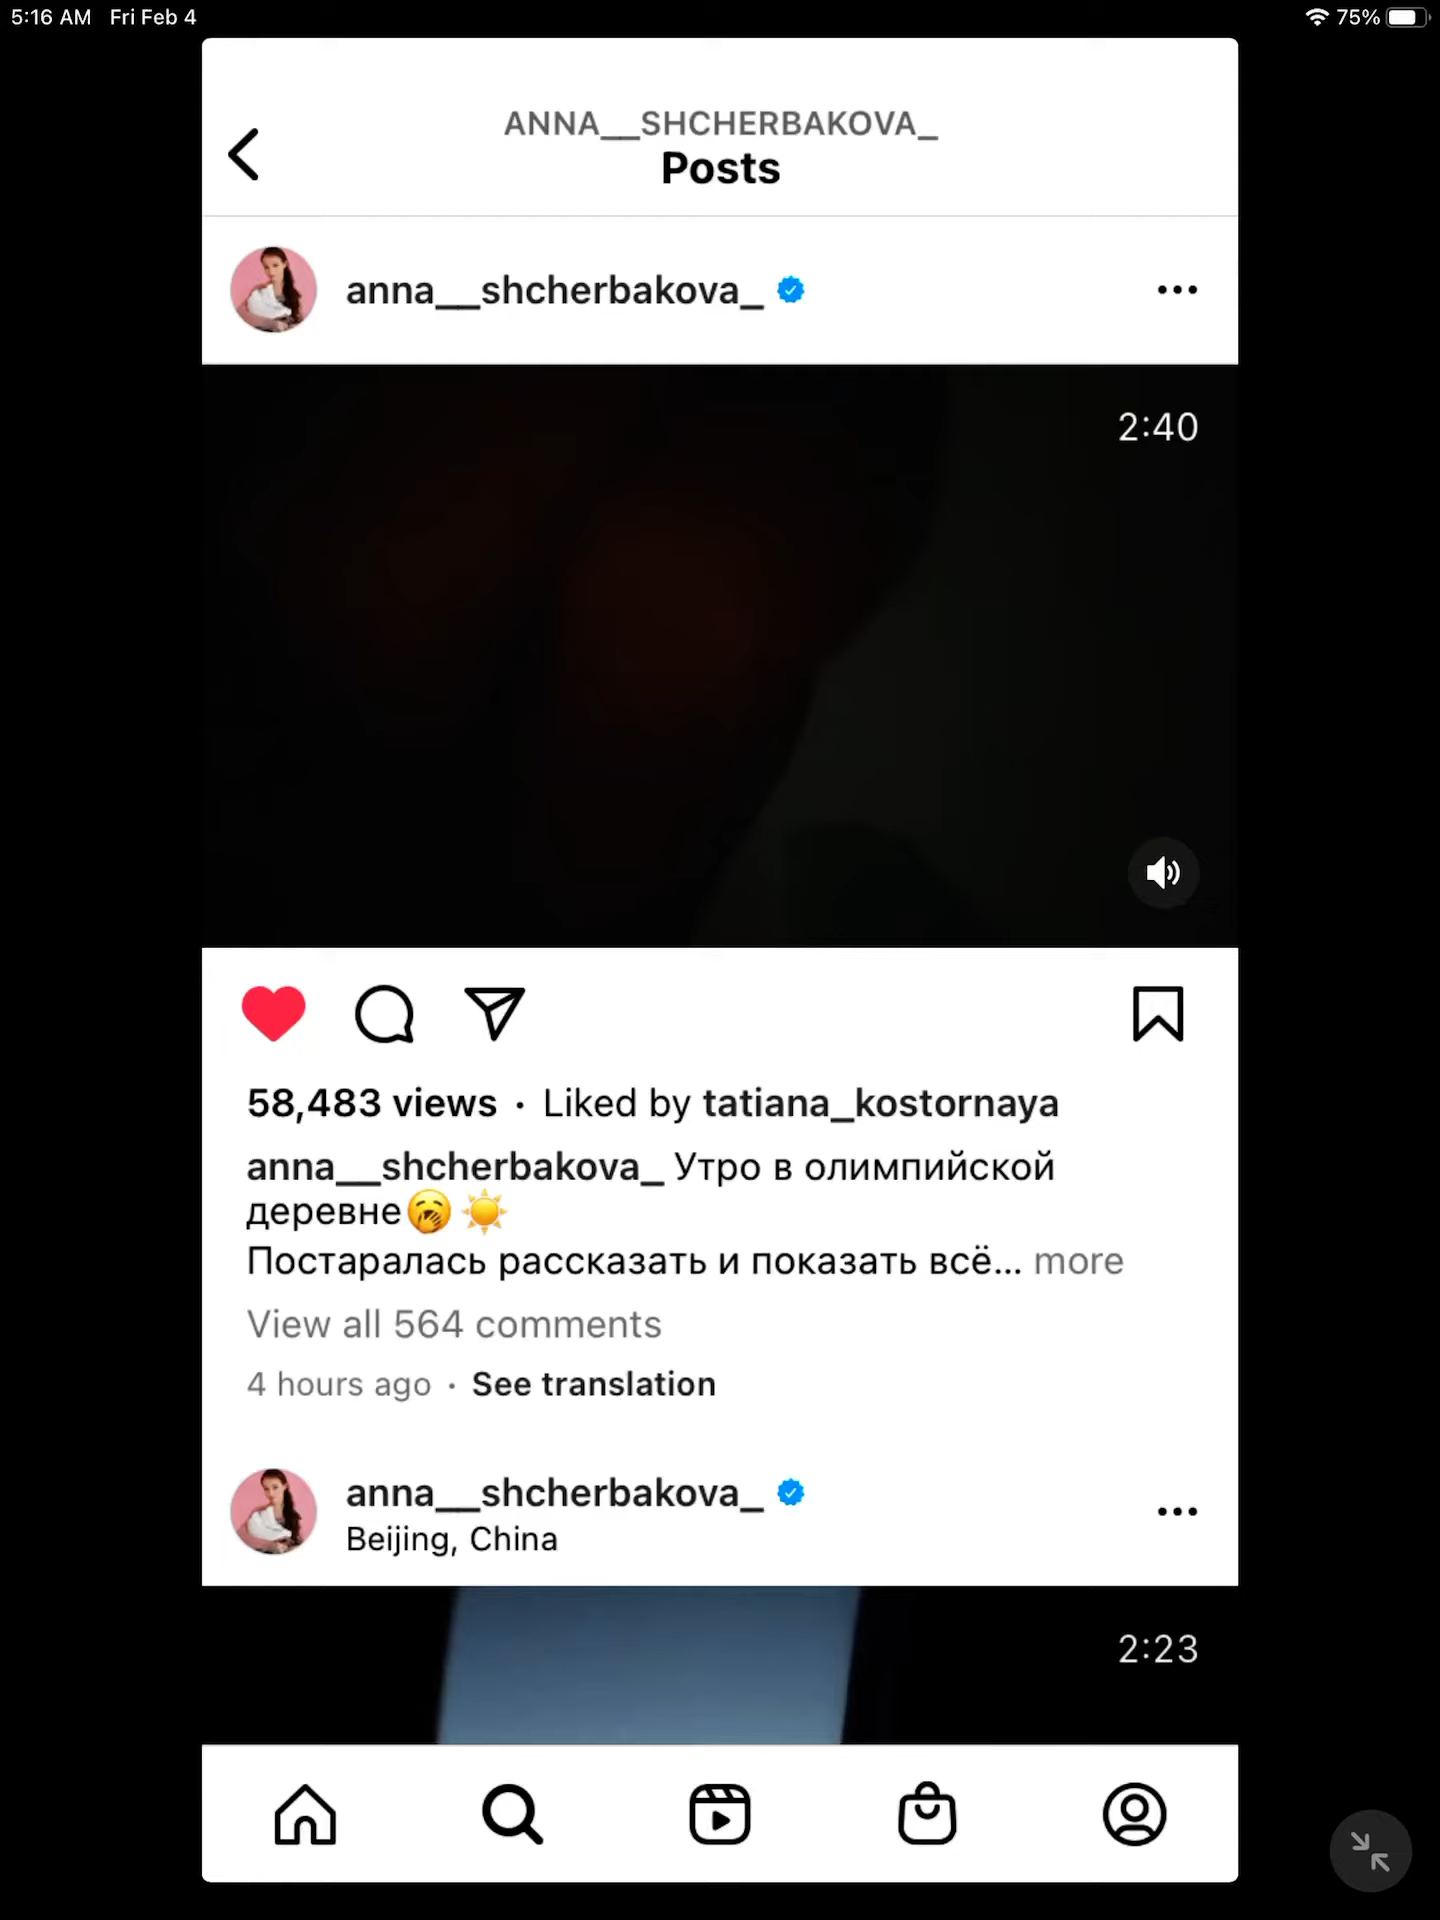 5:16 AM Fri Feb 4
75%
ANNA__SHCHERBAKOVA_
Posts
anna__shcherbakova_
2:40
58,483 views · Liked by tatiana_kostornaya
anna__shcherbakova_ Утро в олимпийской
деревне🥱☀️
Постаралась рассказать и показать всё... more
View all 564 comments
4 hours ago · See translation
anna__shcherbakova_
Beijing, China
2:23